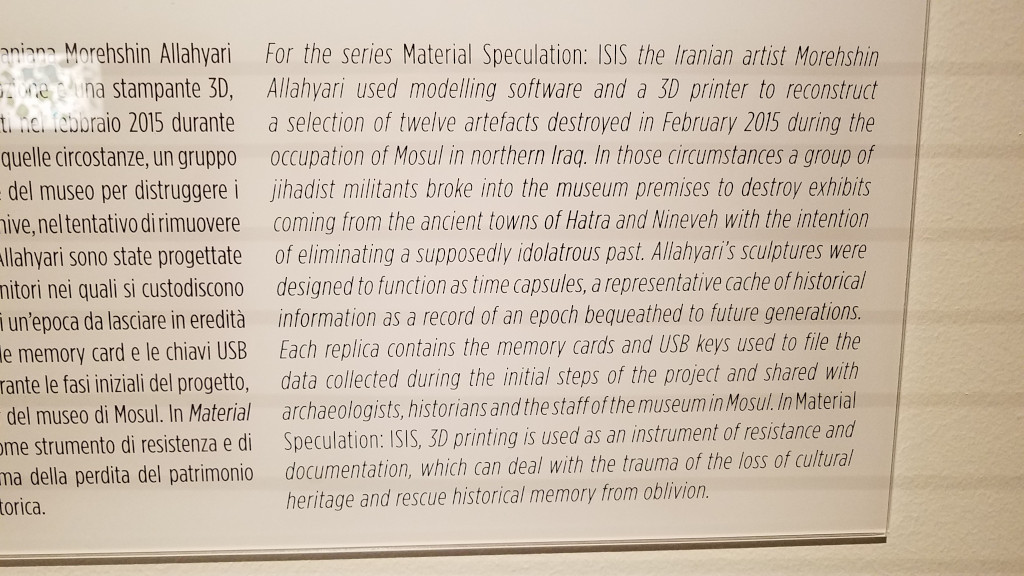 Morehshin Allahyari
una stampante 3D,
nel febbraio 2015 durante
quelle circostanze, un gruppo
del museo per distruggere i
nel tentativo di rimuovere
Allahyari sono state progettate
nei quali si custodiscono
un'epoca da lasciare in eredità
le memory card e le chiavi USB
le fasi iniziali del progetto,
del museo di Mosul. In Material
strumento di resistenza e di
della perdita del patrimonio
For the series Material Speculation: ISIS the Iranian artist Morehshin
Allahyari used modelling software and a 3D printer to reconstruct
a selection of twelve artefacts destroyed in February 2015 during the
occupation of Mosul in northern Iraq. In those circumstances a group of
jihadist militants broke into the museum premises to destroy exhibits
coming from the ancient towns of Hatra and Nineveh with the intention
of eliminating a supposedly idolatrous past. Allahyari's sculptures were
designed to function as time capsules, a representative cache of historical
information as a record of an epoch bequeathed to future generations.
Each replica contains the memory cards and USB keys used to file the
data collected during the initial steps of the project and shared with
archaeologists, historians and the staff of the museum in Mosul. In Material
Speculation: ISIS, 3D printing is used as an instrument of resistance and
documentation, which can deal with the trauma of the loss of cultural
heritage and rescue historical memory from oblivion.